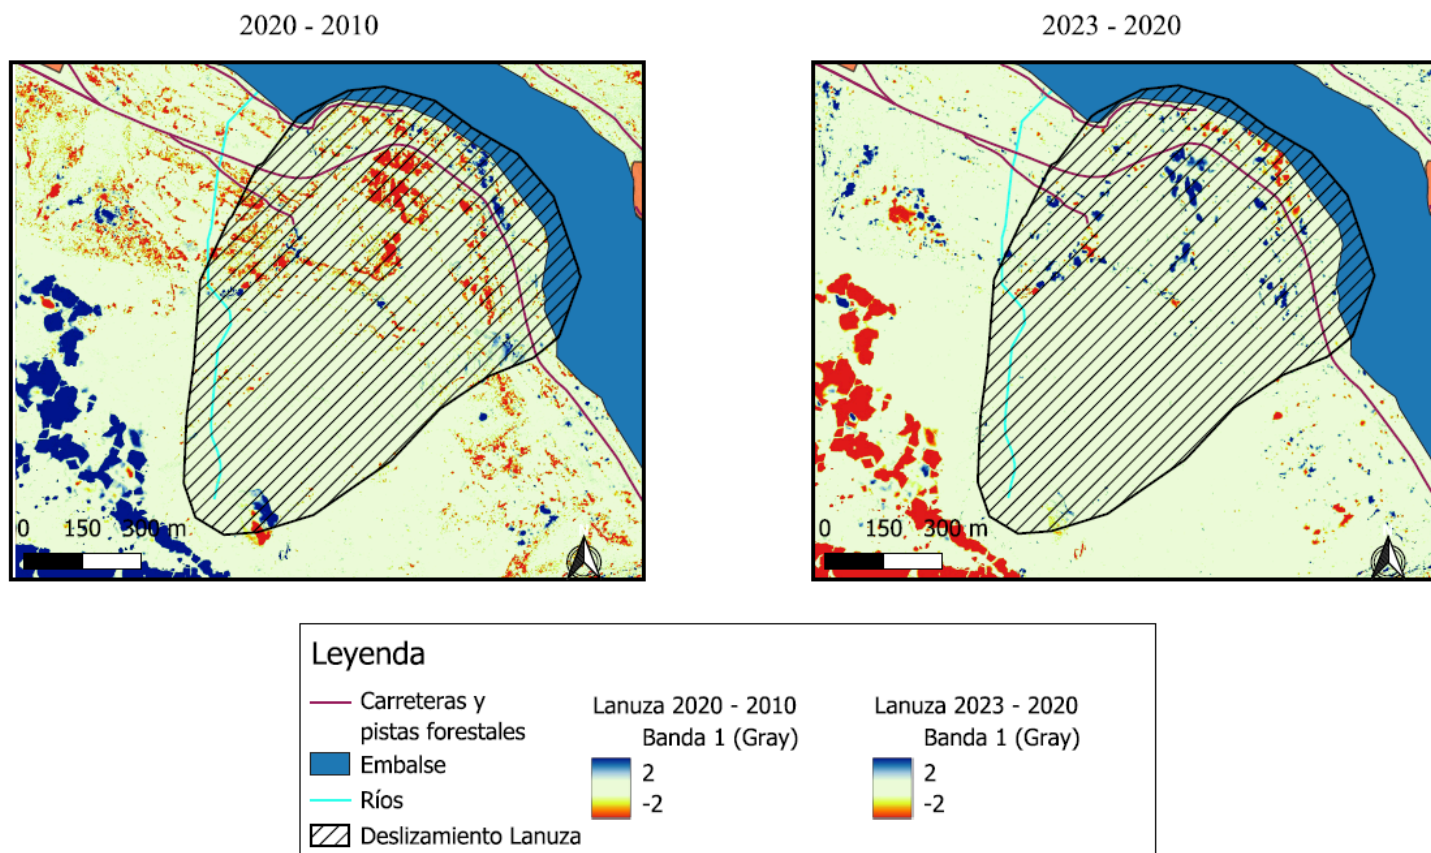 2020 - 2010
2023 - 2020
0 150 300 m
0 150 300 m
Leyenda
Carreteras y
pistas forestales
Embalse
Ríos
Deslizamiento Lanuza
Lanuza 2020 - 2010
Banda 1 (Gray)
2
-2
Lanuza 2023 - 2020
Banda 1 (Gray)
2
-2